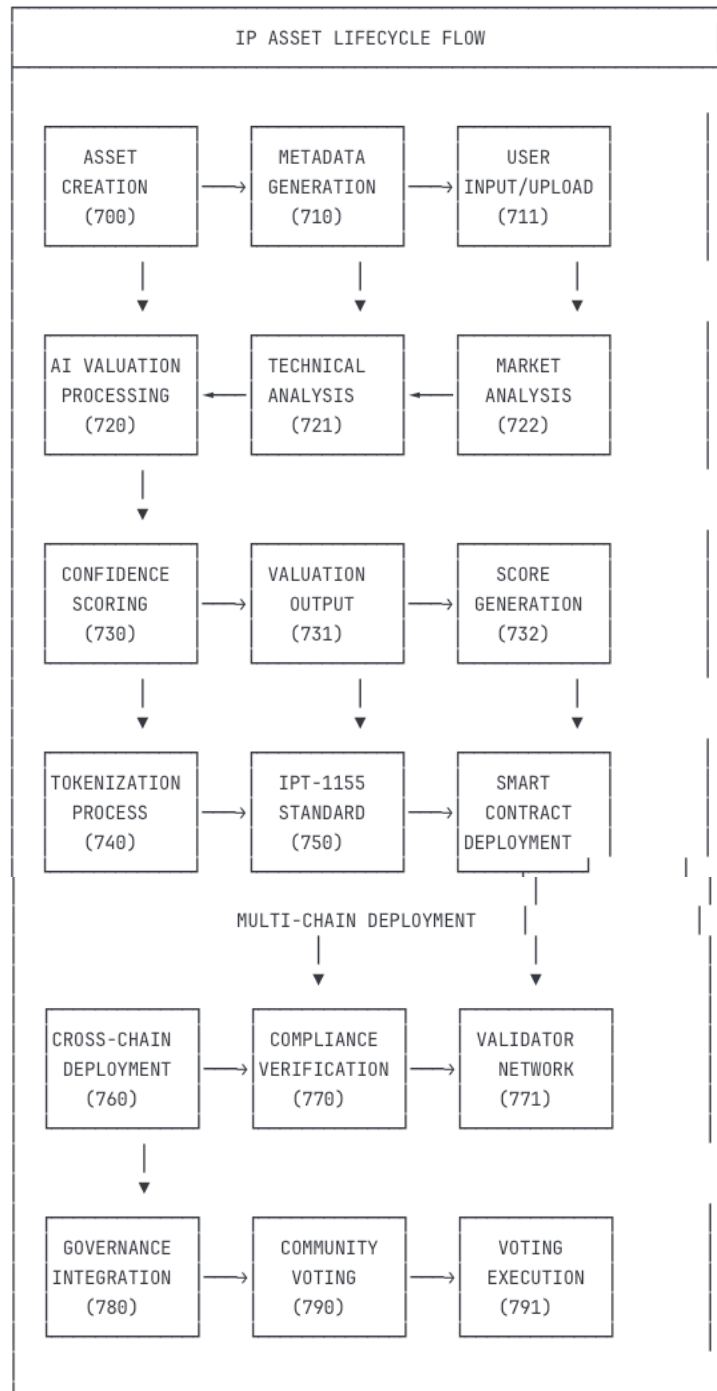 IP ASSET LIFECYCLE FLOW
ASSET
CREATION
(700)
METADATA
GENERATION
(710)
USER
INPUT/UPLOAD
(711)
AI VALUATION
PROCESSING
(720)
TECHNICAL
ANALYSIS
(721)
MARKET
ANALYSIS
(722)
CONFIDENCE
SCORING
(730)
VALUATION
OUTPUT
(731)
SCORE
GENERATION
(732)
TOKENIZATION
PROCESS
(740)
IPT-1155
STANDARD
(750)
SMART
CONTRACT
DEPLOYMENT
MULTI-CHAIN DEPLOYMENT
CROSS-CHAIN
DEPLOYMENT
(760)
COMPLIANCE
VERIFICATION
(770)
VALIDATOR
NETWORK
(771)
GOVERNANCE
INTEGRATION
(780)
COMMUNITY
VOTING
(790)
VOTING
EXECUTION
(791)